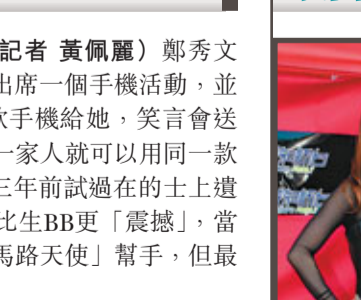 記者 黃佩麗）鄭秀文
出席一個手機活動，並
款手機給她，笑言會送
一家人就可以用同一款
三年前試過在的士上遺
比生BB更「震撼」，當
馬路天使」幫手，但最